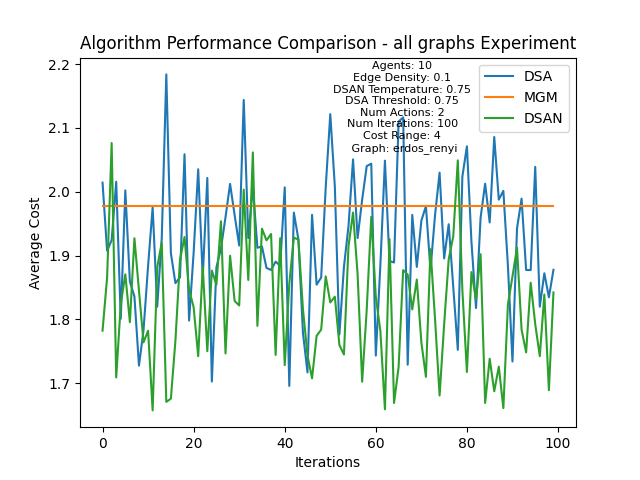 Algorithm Performance Comparison - all graphs Experiment
Agents: 10
Edge Density: 0.1
DSAN Temperature: 0.75
DSA Threshold: 0.75
Num Actions: 2
Num Iterations: 100
Cost Range: 4
Graph: erdos_renyi
DSA
MGM
DSAN
2.2
2.1
2.0
1.9
1.8
1.7
Average Cost
0
20
40
60
80
100
Iterations